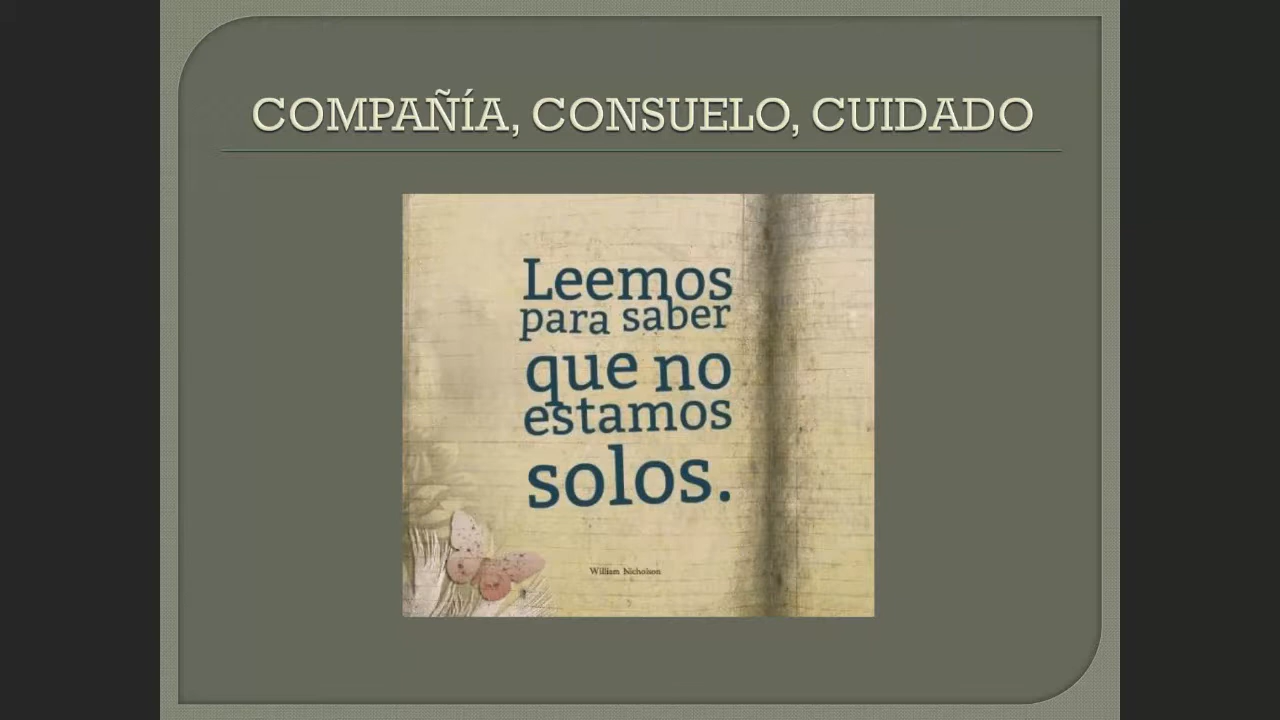 COMPAÑÍA, CONSUELO, CUIDADO
Leemos
para saber
que no
estamos
solos.
William Nicholson